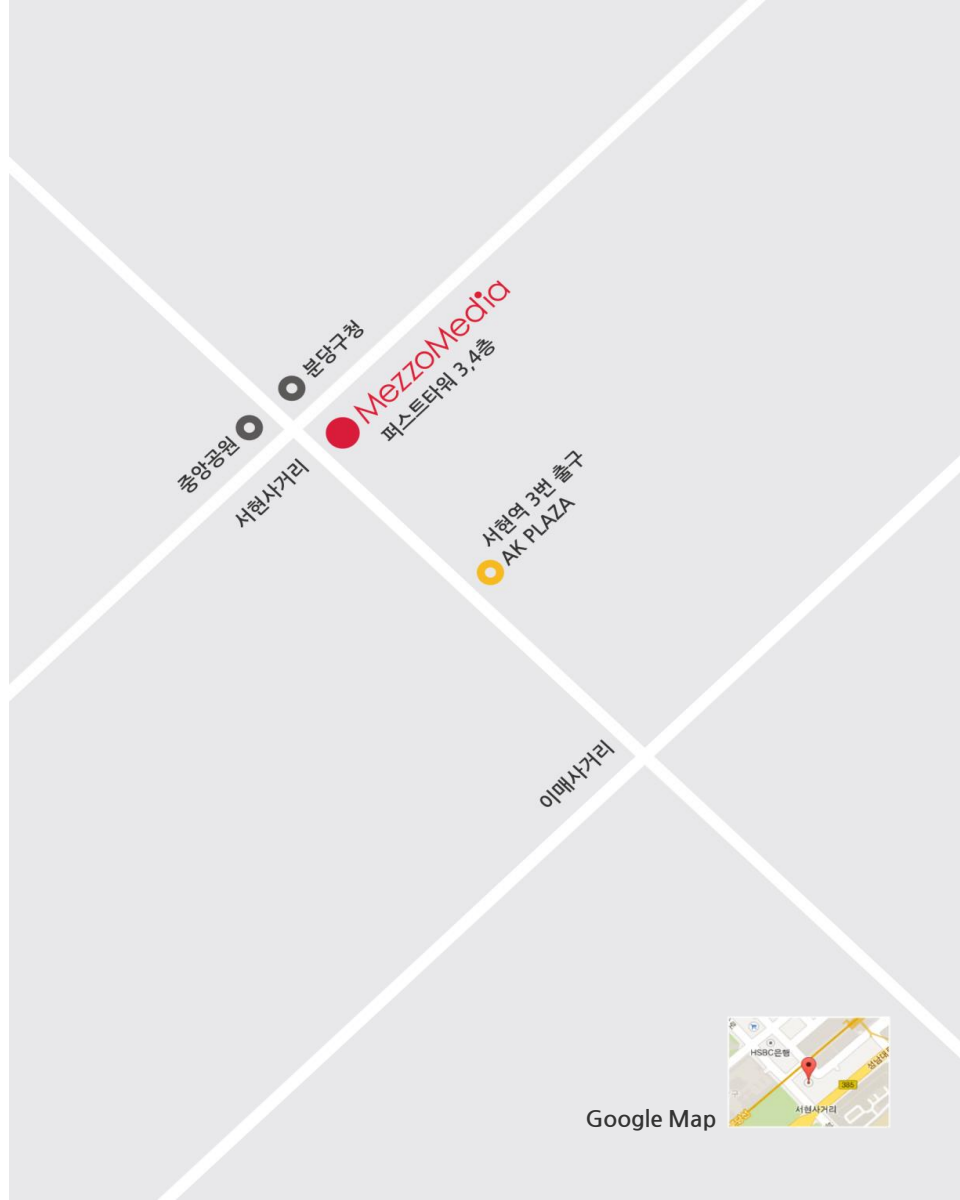 분당구청
MezzoMedia
퍼스트타워 3,4층
중앙공원
서현사거리
서현역 3번 출구
AK PLAZA
이매사거리
Google Map
HSBC은행
385
서현사거리